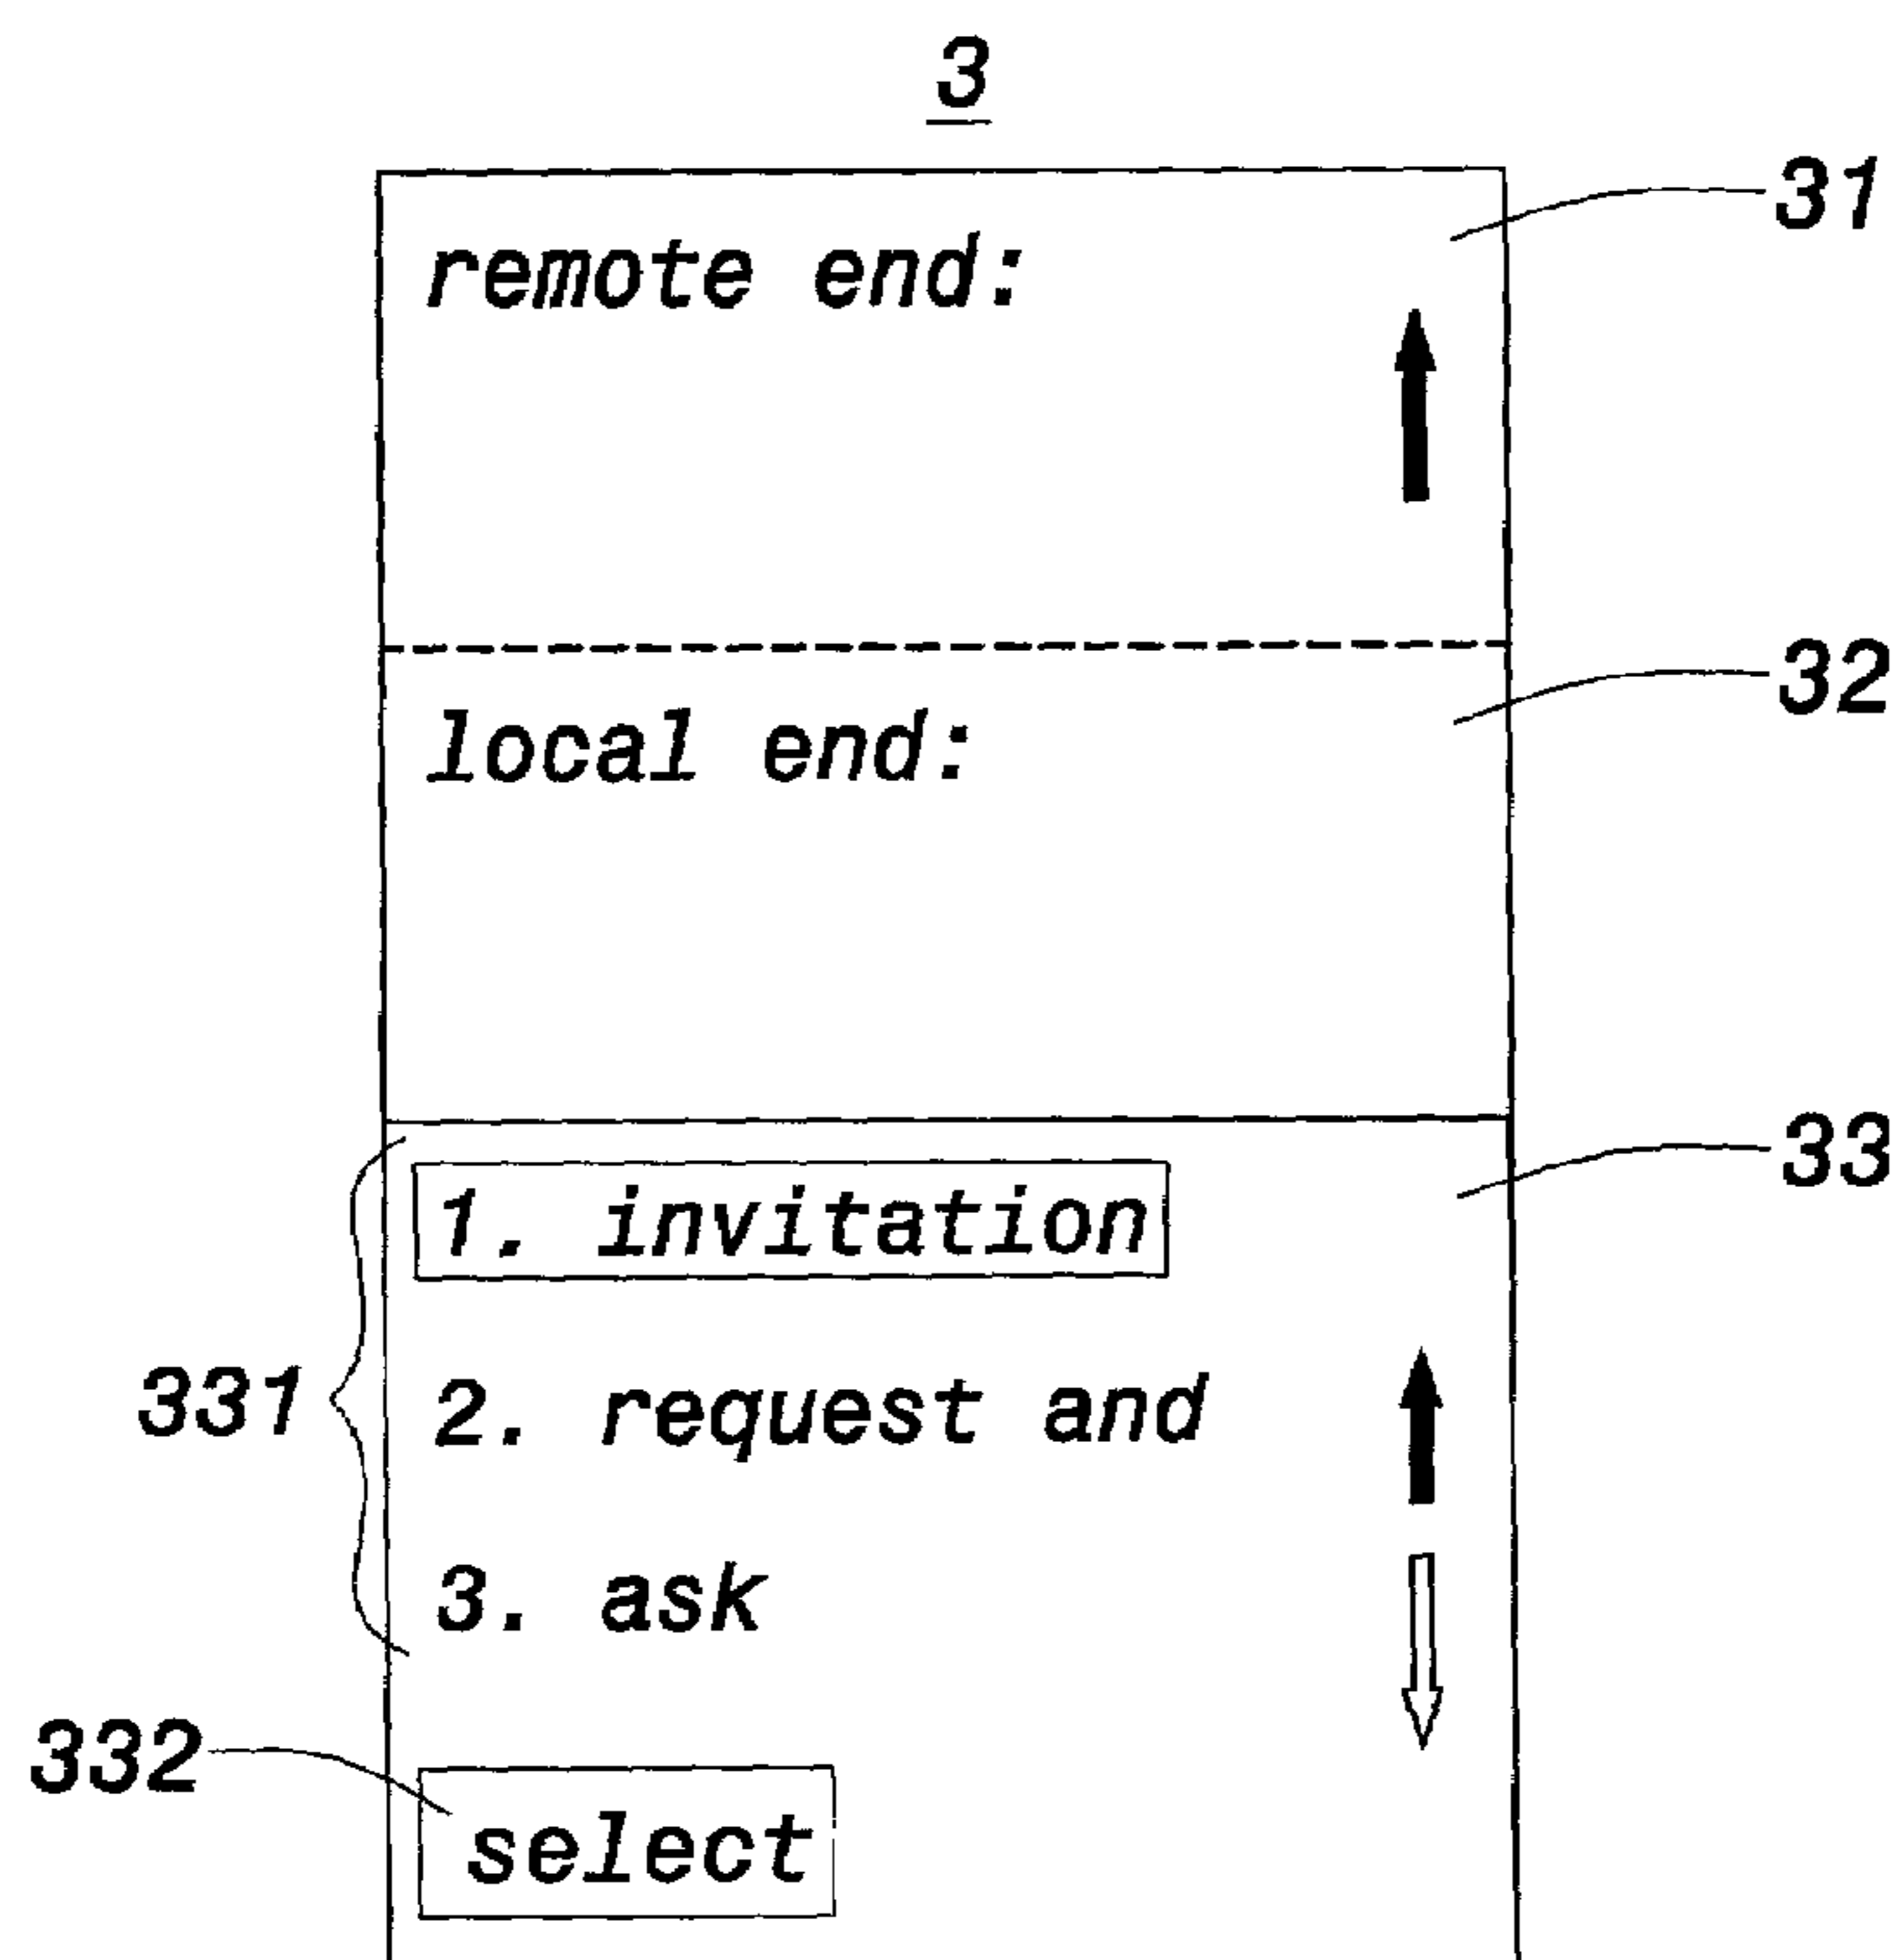 3
31
remote end:
32
local end:
33
1. invitation
331
2. request and
3. ask
332
select